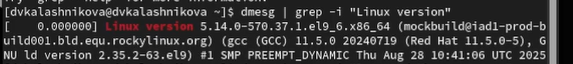 [dvkalashnikova@dvkalashnikova ~]$ dmesg | grep -i "Linux version"
[    0.000000] Linux version 5.14.0-570.37.1.el9_6.x86_64 (mockbuild@iad1-prod-b
uild001.bld.equ.rockylinux.org) (gcc (GCC) 11.5.0 20240719 (Red Hat 11.5.0-5), G
NU ld version 2.35.2-63.el9) #1 SMP PREEMPT_DYNAMIC Thu Aug 28 10:41:06 UTC 2025